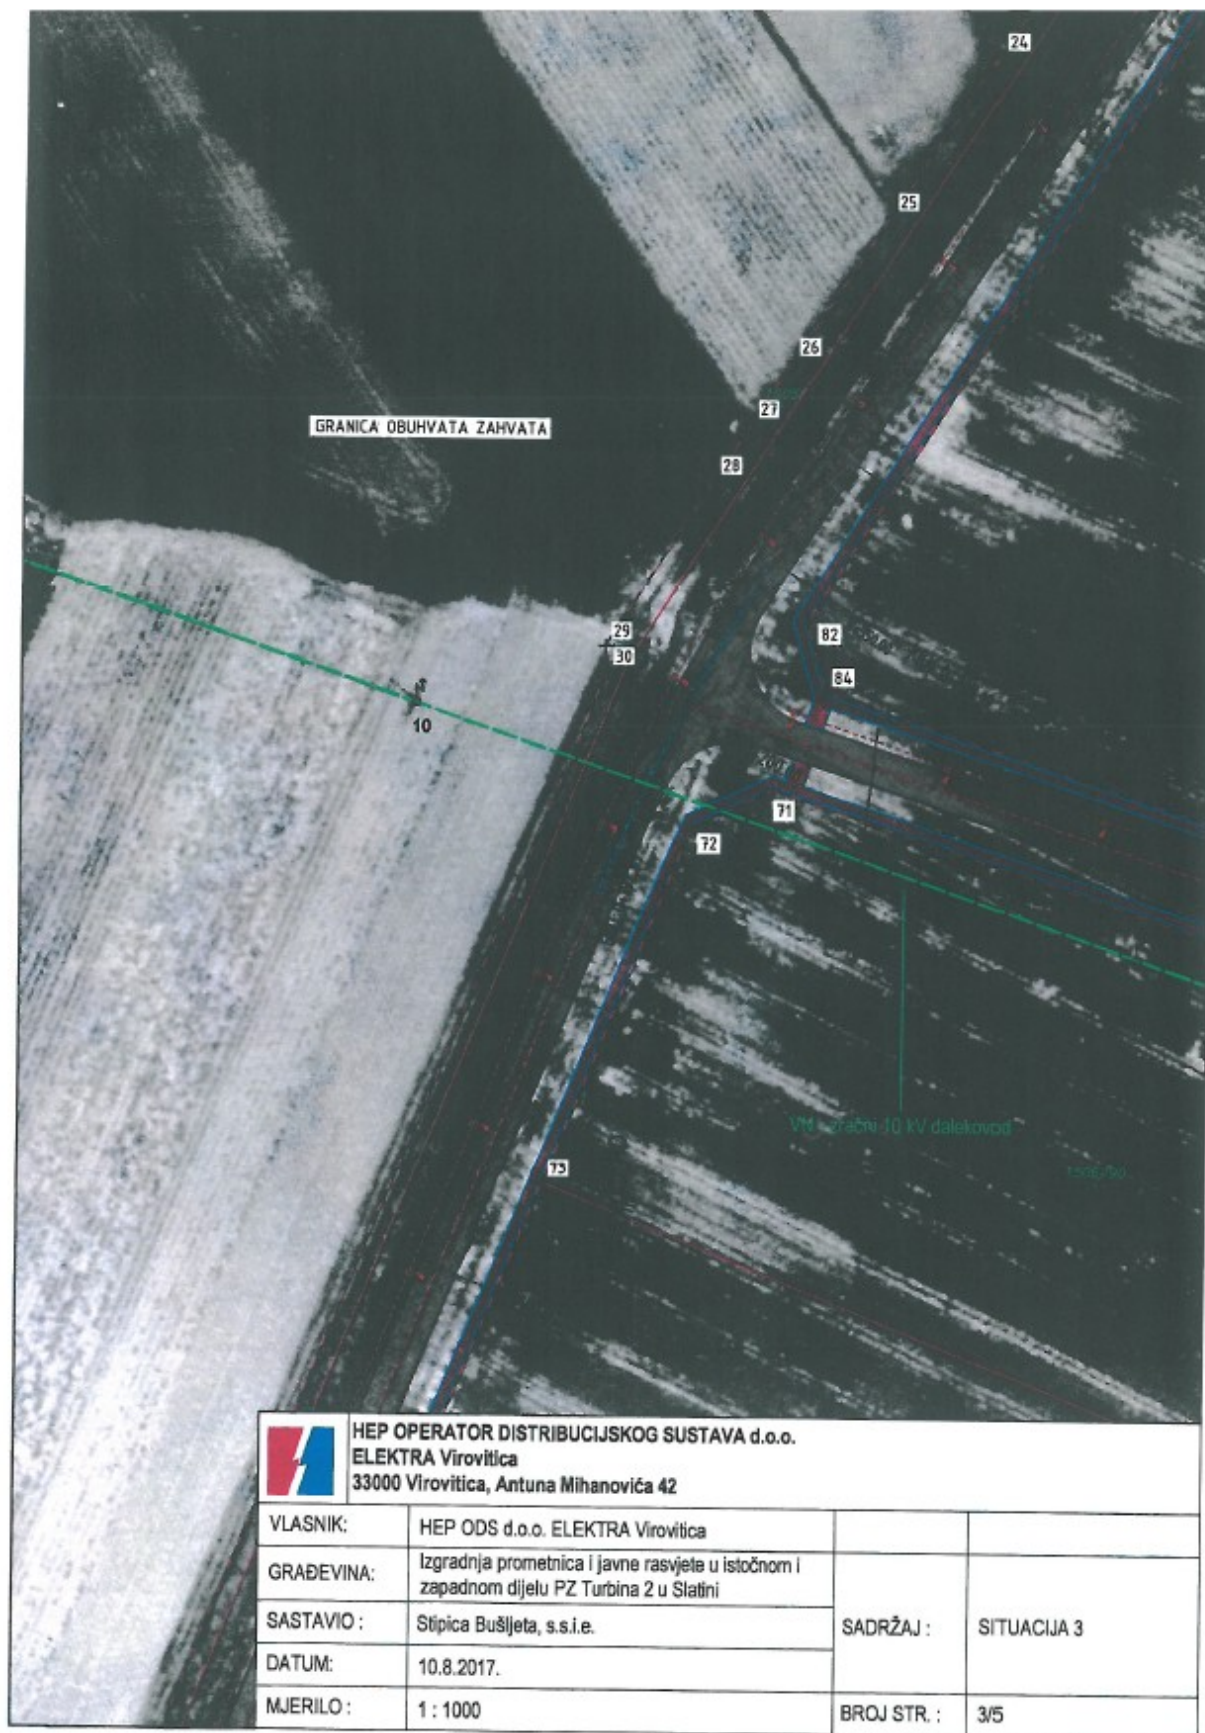 24
25
26
27
GRANICA OBUHVATA ZAHVATA
28
29
30
82
84
10
71
72
VN - zračni 10 kV dalekovod
73
HEP OPERATOR DISTRIBUCIJSKOG SUSTAVA d.o.o.
ELEKTRA Virovitica
33000 Virovitica, Antuna Mihanovića 42
VLASNIK: HEP ODS d.o.o. ELEKTRA Virovitica
GRAĐEVINA: Izgradnja prometnica i javne rasvjete u istočnom i
zapadnom dijelu PZ Turbina 2 u Slatini
SASTAVIO : Stipica Bušljeta, s.s.i.e.
SADRŽAJ : SITUACIJA 3
DATUM: 10.8.2017.
MJERILO : 1 : 1000
BROJ STR. : 3/5